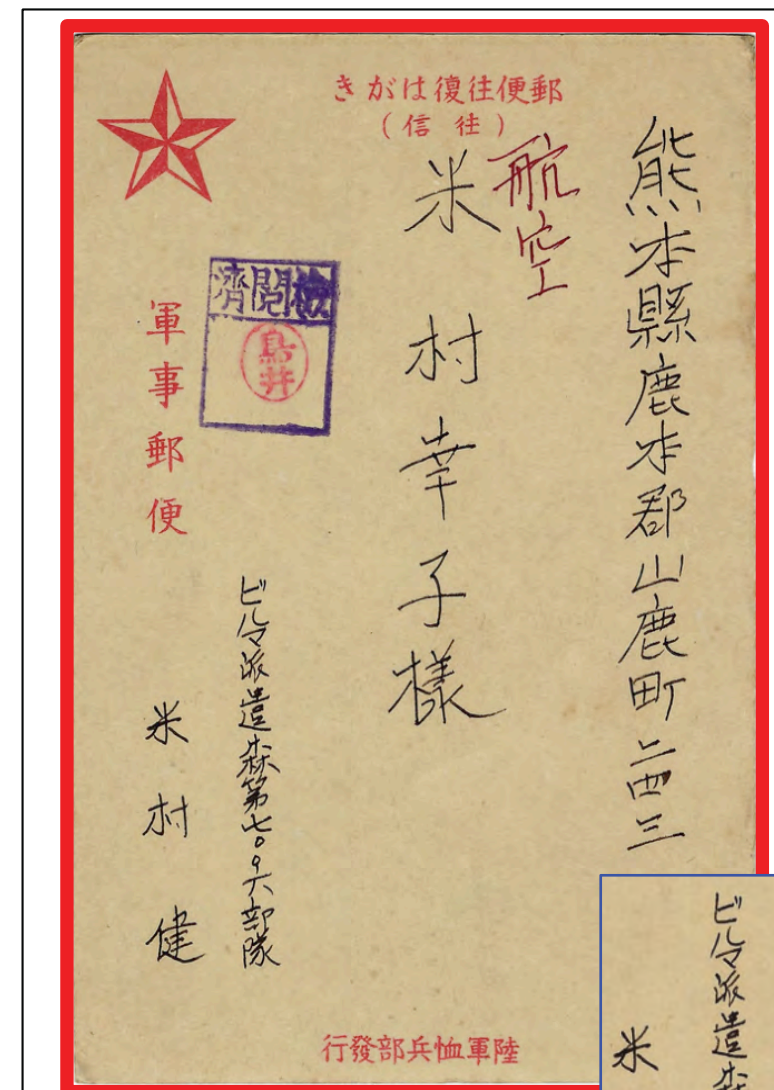 郵便往復はがき
(往信)
航空
熊本縣鹿本郡山鹿町二四三
米村幸子様
檢閲濟
鳥井
軍事郵便
ビルマ派遣森第七〇九六部隊
米村健
陸軍恤兵部發行
ビルマ派遣
米